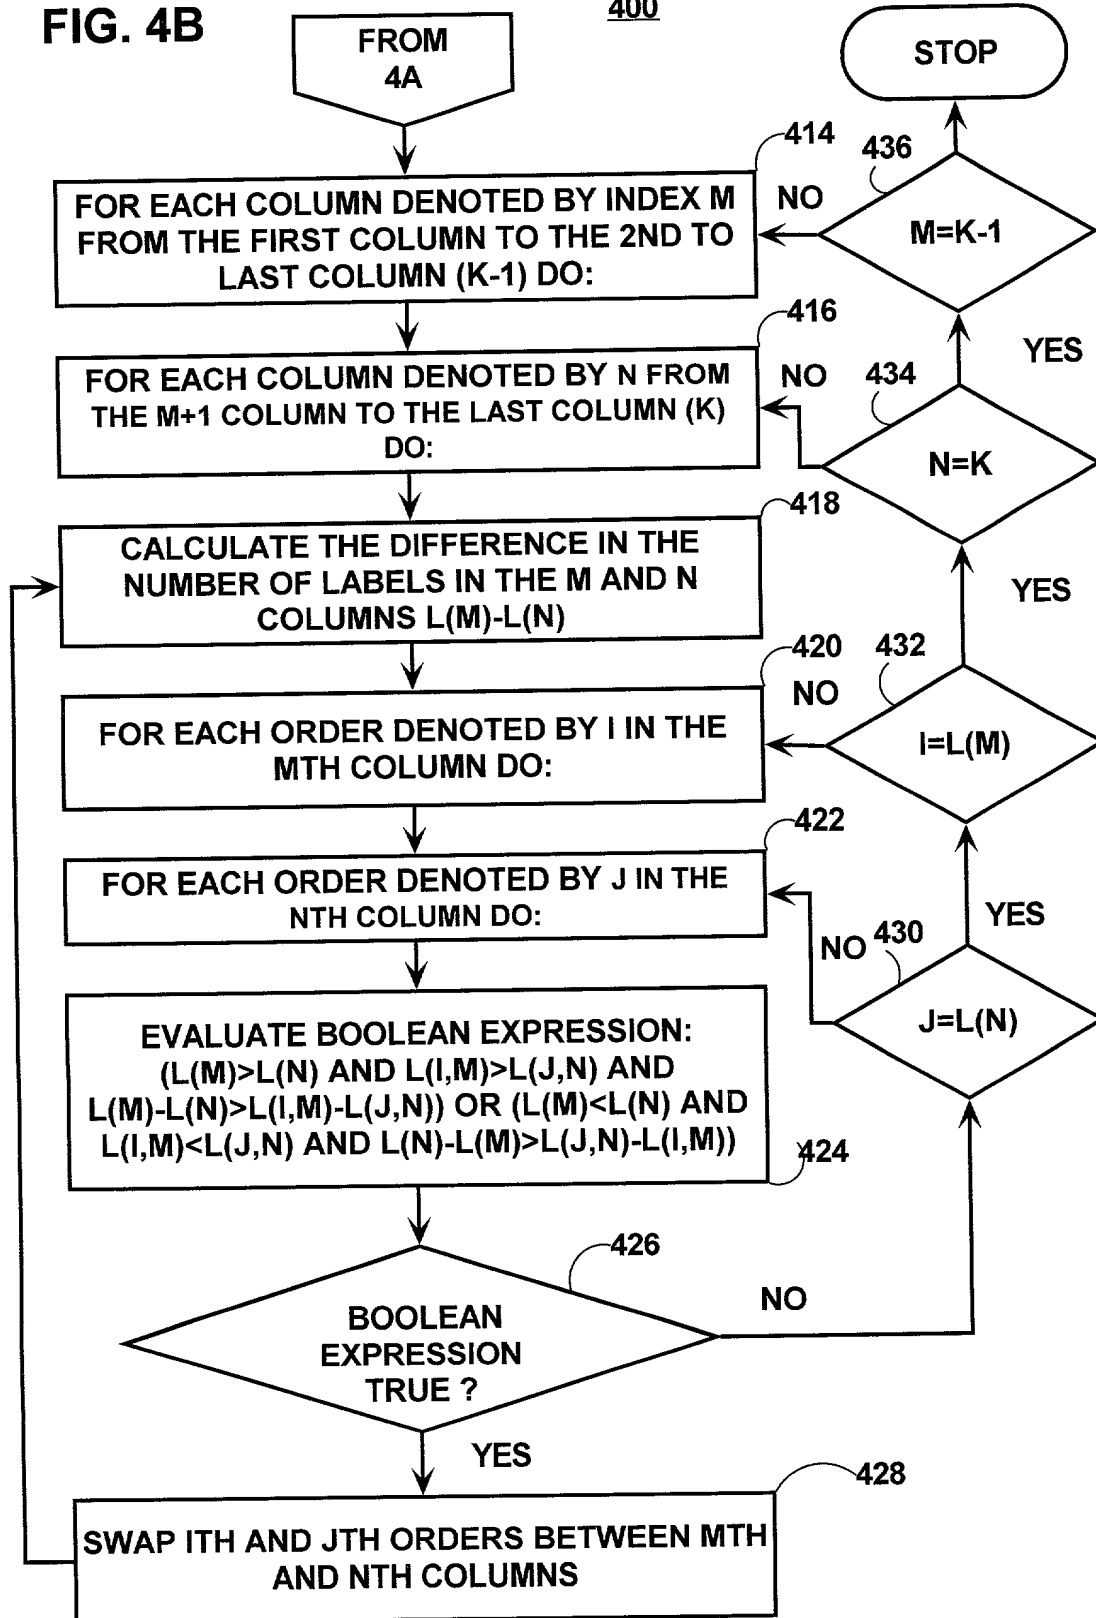 FIG. 4B
400
FROM
4A
STOP
414
436
FOR EACH COLUMN DENOTED BY INDEX M
FROM THE FIRST COLUMN TO THE 2ND TO
LAST COLUMN (K-1) DO:
NO
M=K-1
416
YES
FOR EACH COLUMN DENOTED BY N FROM
THE M+1 COLUMN TO THE LAST COLUMN (K)
DO:
NO
434
N=K
418
YES
CALCULATE THE DIFFERENCE IN THE
NUMBER OF LABELS IN THE M AND N
COLUMNS L(M)-L(N)
420
432
NO
FOR EACH ORDER DENOTED BY I IN THE
MTH COLUMN DO:
I=L(M)
422
YES
FOR EACH ORDER DENOTED BY J IN THE
NTH COLUMN DO:
NO
430
J=L(N)
EVALUATE BOOLEAN EXPRESSION:
(L(M)>L(N) AND L(I,M)>L(J,N) AND
L(M)-L(N)>L(I,M)-L(J,N)) OR (L(M)<L(N) AND
L(I,M)<L(J,N) AND L(N)-L(M)>L(J,N)-L(I,M))
424
426
BOOLEAN
EXPRESSION
TRUE ?
NO
YES
428
SWAP ITH AND JTH ORDERS BETWEEN MTH
AND NTH COLUMNS